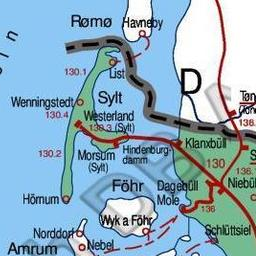 Rømø
Havneby
130.1
List
D
Wenningstedt
Sylt
130.4
Westerland
(Sylt)
130.3
130.2
Morsum
(Sylt)
Hindenburg-
damm
Klanxbüll
130
Hörnum
Föhr
Dagebüll
Mole
136
Wyk a Föhr
Norddorf
Nebel
Amrum
Schlüttsiel